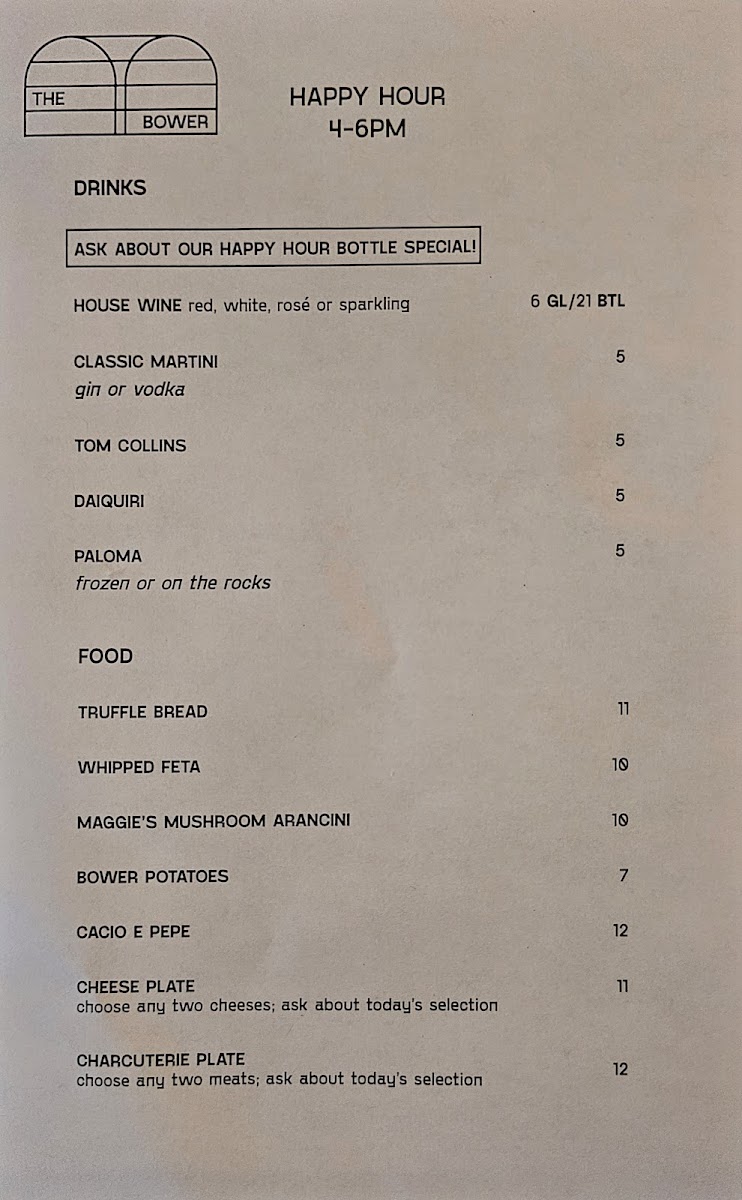 THE
BOWER
HAPPY HOUR
4-6PM
DRINKS
ASK ABOUT OUR HAPPY HOUR BOTTLE SPECIAL!
HOUSE WINE red, white, rosé or sparkling 6 GL/21 BTL
CLASSIC MARTINI 5
gin or vodka
TOM COLLINS 5
DAIQUIRI 5
PALOMA 5
frozen or on the rocks
FOOD
TRUFFLE BREAD 11
WHIPPED FETA 10
MAGGIE'S MUSHROOM ARANCINI 10
BOWER POTATOES 7
CACIO E PEPE 12
CHEESE PLATE 11
choose any two cheeses; ask about today's selection
CHARCUTERIE PLATE 12
choose any two meats; ask about today's selection